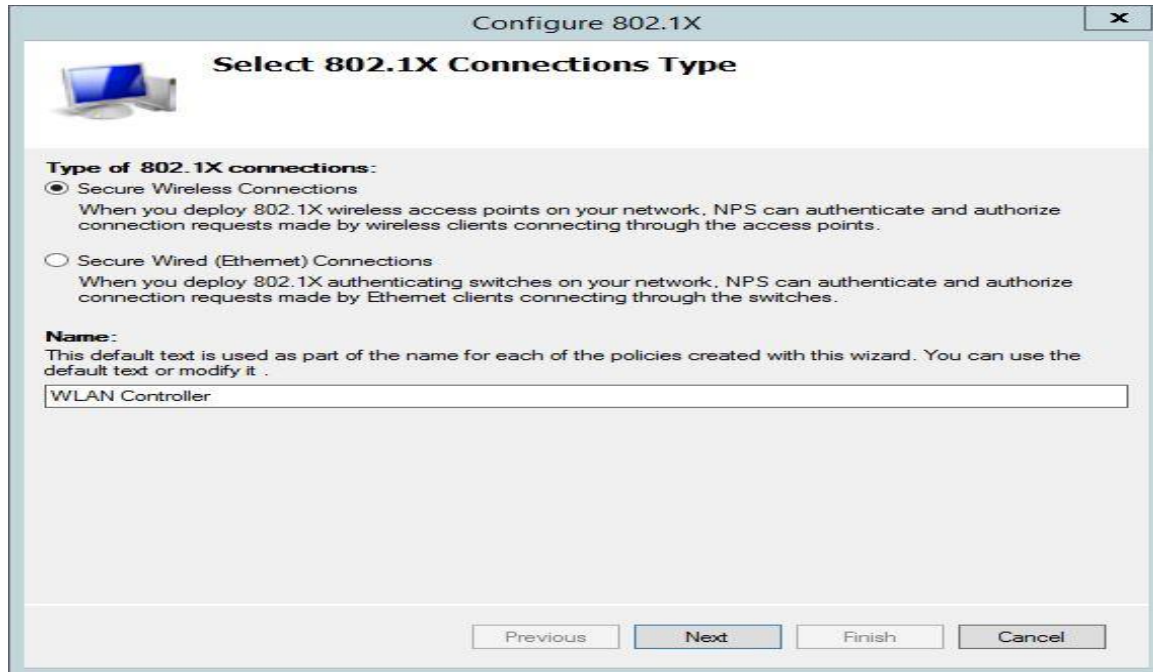 Configure 802.1X
x
Select 802.1X Connections Type
Type of 802.1X connections:
Secure Wireless Connections
When you deploy 802.1X wireless access points on your network, NPS can authenticate and authorize
connection requests made by wireless clients connecting through the access points.
Secure Wired (Ethernet) Connections
When you deploy 802.1X authenticating switches on your network, NPS can authenticate and authorize
connection requests made by Ethernet clients connecting through the switches.
Name:
This default text is used as part of the name for each of the policies created with this wizard. You can use the
default text or modify it .
WLAN Controller
Previous Next Finish Cancel